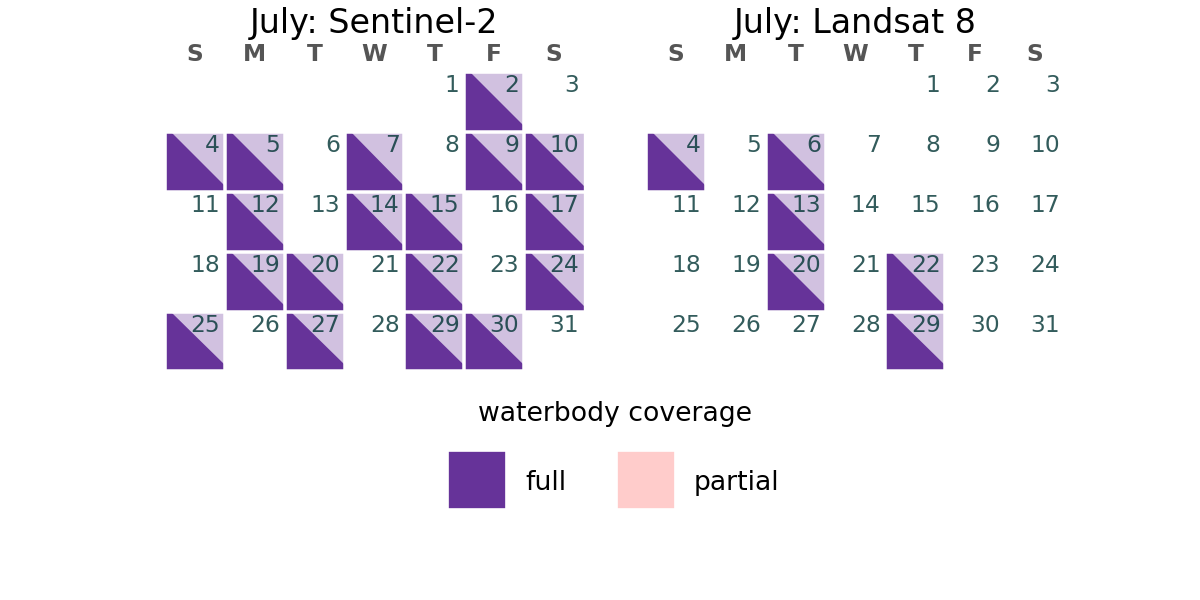 July: Sentinel-2
S M T W T F S
1 2 3
4 5 6 7 8 9 10
11 12 13 14 15 16 17
18 19 20 21 22 23 24
25 26 27 28 29 30 31
July: Landsat 8
S M T W T F S
1 2 3
4 5 6 7 8 9 10
11 12 13 14 15 16 17
18 19 20 21 22 23 24
25 26 27 28 29 30 31
waterbody coverage
full
partial